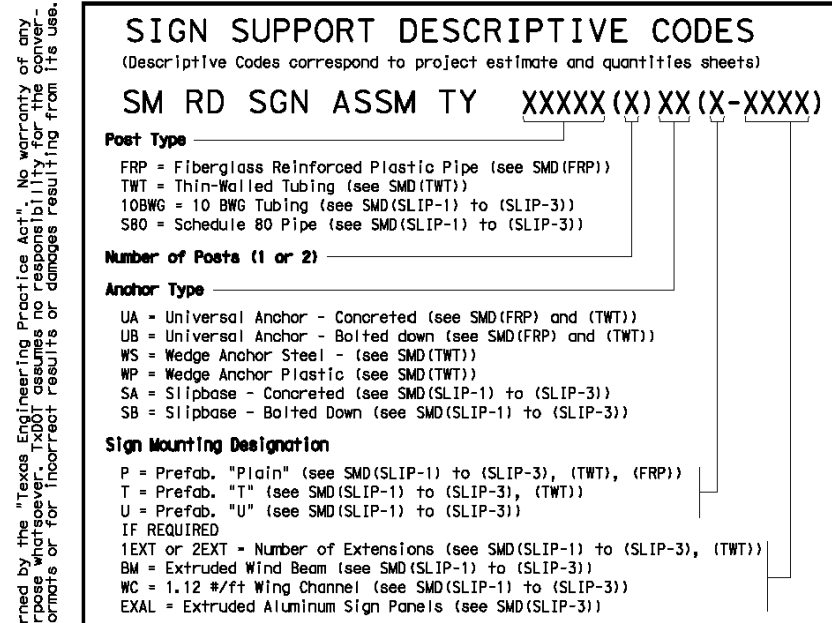 SIGN SUPPORT DESCRIPTIVE CODES
(Descriptive Codes correspond to project estimate and quantities sheets)
SM RD SGN ASSM TY XXXXX(X)XX(X-XXXX)
Post Type
FRP = Fiberglass Reinforced Plastic Pipe (see SMD(FRP))
TWT = Thin-Walled Tubing (see SMD(TWT))
10BWG = 10 BWG Tubing (see SMD(SLIP-1) to (SLIP-3))
S80 = Schedule 80 Pipe (see SMD(SLIP-1) to (SLIP-3))
Number of Posts (1 or 2)
Anchor Type
UA = Universal Anchor - Concreted (see SMD(FRP) and (TWT))
UB = Universal Anchor - Bolted down (see SMD(FRP) and (TWT))
WS = Wedge Anchor Steel - (see SMD(TWT))
WP = Wedge Anchor Plastic (see SMD(TWT))
SA = Slipbase - Concreted (see SMD(SLIP-1) to (SLIP-3))
SB = Slipbase - Bolted Down (see SMD(SLIP-1) to (SLIP-3))
Sign Mounting Designation
P = Prefab. "Plain" (see SMD(SLIP-1) to (SLIP-3), (TWT), (FRP))
T = Prefab. "T" (see SMD(SLIP-1) to (SLIP-3), (TWT))
U = Prefab. "U" (see SMD(SLIP-1) to (SLIP-3))
IF REQUIRED
1EXT or 2EXT = Number of Extensions (see SMD(SLIP-1) to (SLIP-3), (TWT))
BM = Extruded Wind Beam (see SMD(SLIP-1) to (SLIP-3))
WC = 1.12 #/ft Wing Channel (see SMD(SLIP-1) to (SLIP-3))
EXAL = Extruded Aluminum Sign Panels (see SMD(SLIP-3))
rned by the "Texas Engineering Practice Act". No warranty of any
rpose whatsoever. TxDOT assumes no responsibility for the conver-
ormats or for incorrect results or damages resulting from its use.